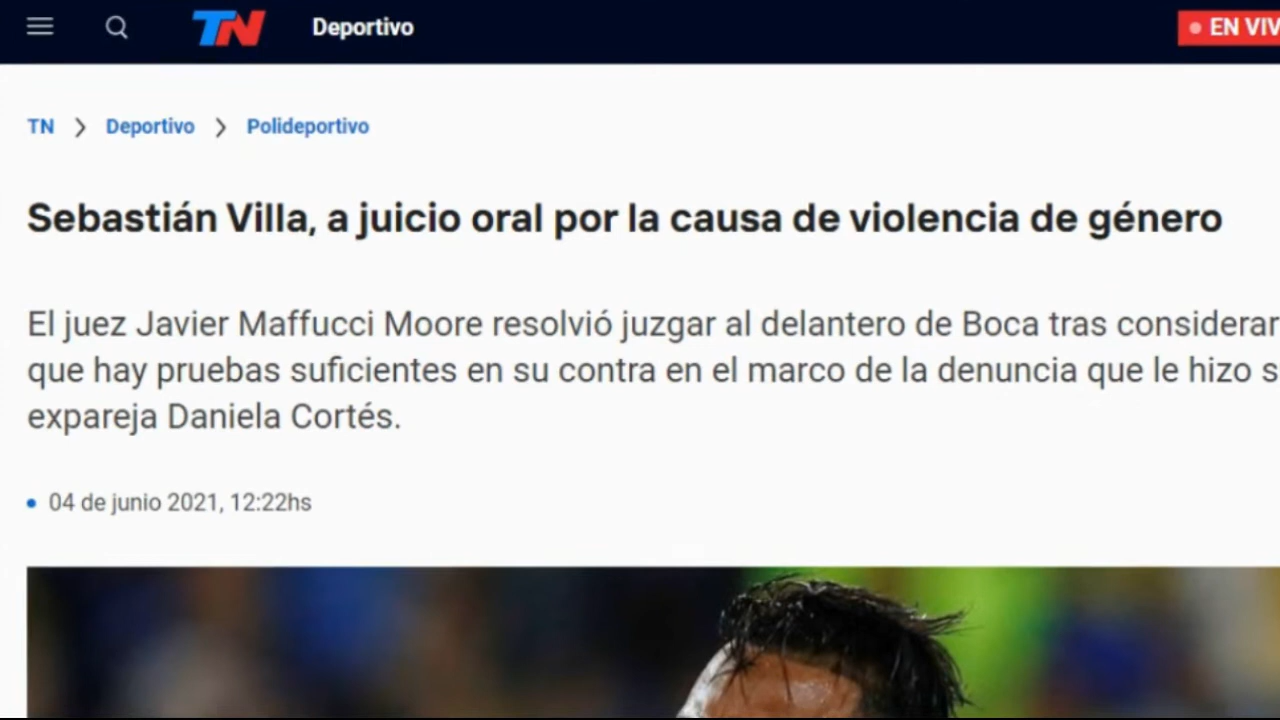 TN Deportivo EN VIV
TN > Deportivo > Polideportivo
Sebastián Villa, a juicio oral por la causa de violencia de género
El juez Javier Maffucci Moore resolvió juzgar al delantero de Boca tras considerar
que hay pruebas suficientes en su contra en el marco de la denuncia que le hizo s
expareja Daniela Cortés.
• 04 de junio 2021, 12:22hs